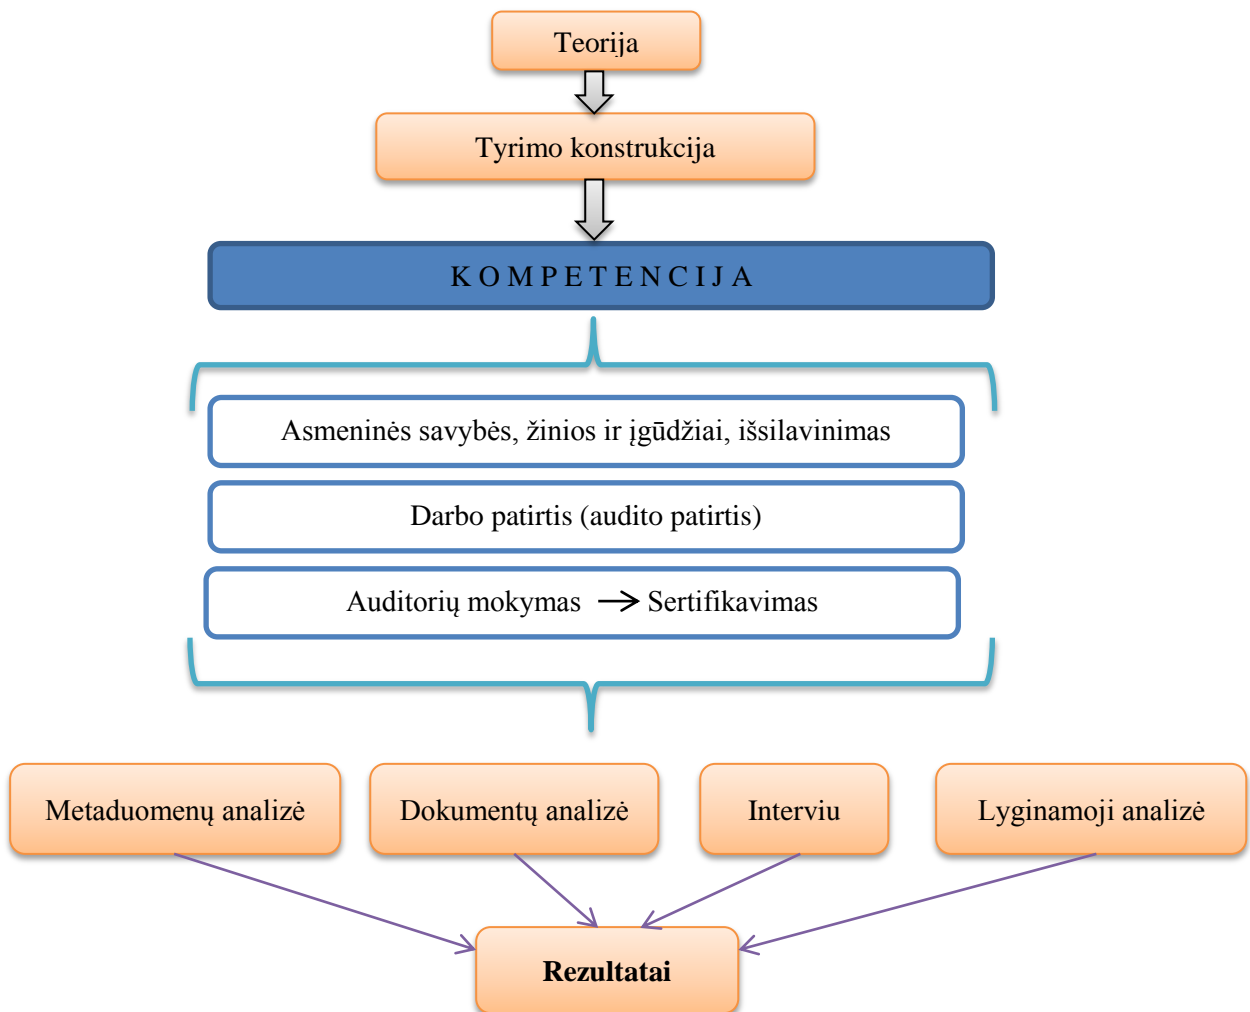 Teorija
Tyrimo konstrukcija
K O M P E T E N C I J A
Asmeninės savybės, žinios ir įgūdžiai, išsilavinimas
Darbo patirtis (audito patirtis)
Auditorių mokymas → Sertifikavimas
Metaduomenų analizė
Dokumentų analizė
Interviu
Lyginamoji analizė
Rezultatai